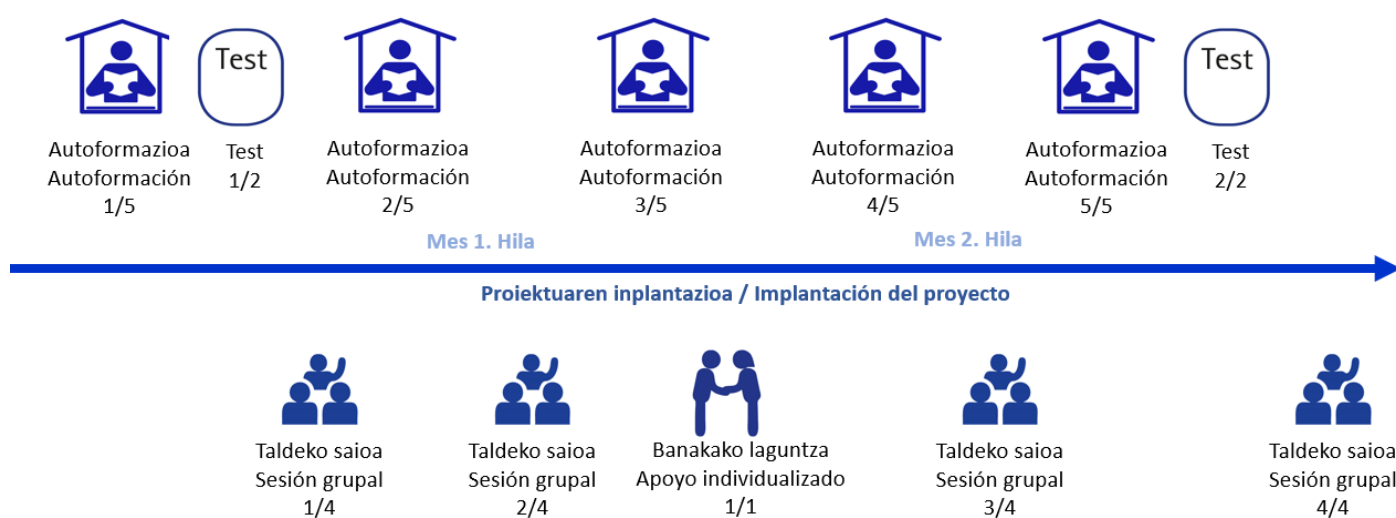 Test
Test
Autoformazioa
Autoformación
1/5
Test
1/2
Autoformazioa
Autoformación
2/5
Autoformazioa
Autoformación
3/5
Autoformazioa
Autoformación
4/5
Autoformazioa
Autoformación
5/5
Test
2/2
Mes 1. Hila
Mes 2. Hila
Proiektuaren inplantazioa / Implantación del proyecto
Taldeko saioa
Sesión grupal
1/4
Taldeko saioa
Sesión grupal
2/4
Banakako laguntza
Apoyo individualizado
1/1
Taldeko saioa
Sesión grupal
3/4
Taldeko saioa
Sesión grupal
4/4